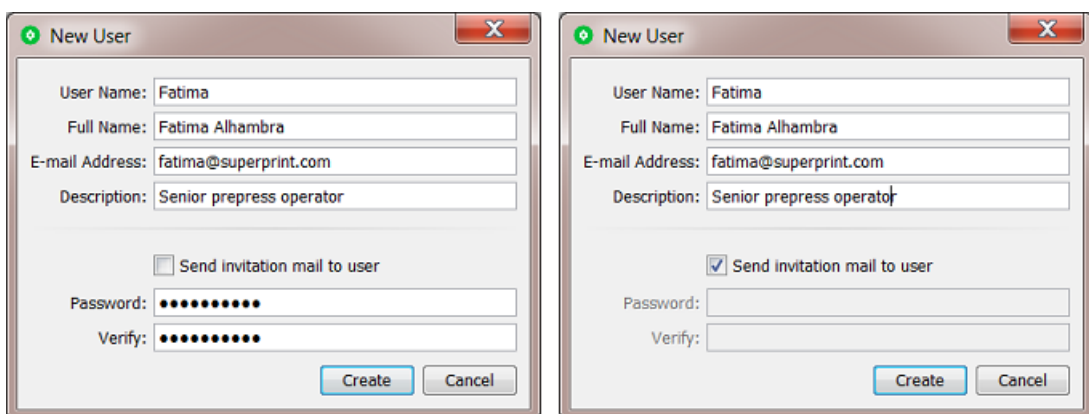 New User
User Name: Fatima
Full Name: Fatima Alhambra
E-mail Address: fatima@superprint.com
Description: Senior prepress operator
Send invitation mail to user
Password: ●●●●●●●●●●
Verify: ●●●●●●●●●●
Create Cancel
New User
User Name: Fatima
Full Name: Fatima Alhambra
E-mail Address: fatima@superprint.com
Description: Senior prepress operator
Send invitation mail to user
Password:
Verify:
Create Cancel